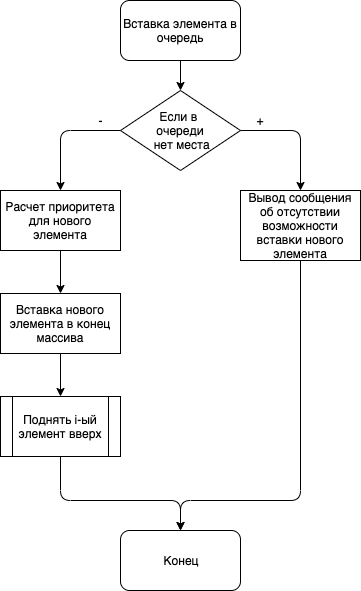 Вставка элемента в
очередь
Если в
очереди
нет места
-
+
Расчет приоритета
для нового
элемента
Вывод сообщения
об отсутствии
возможности
вставки нового
элемента
Вставка нового
элемента в конец
массива
Поднять i-ый
элемент вверх
Конец